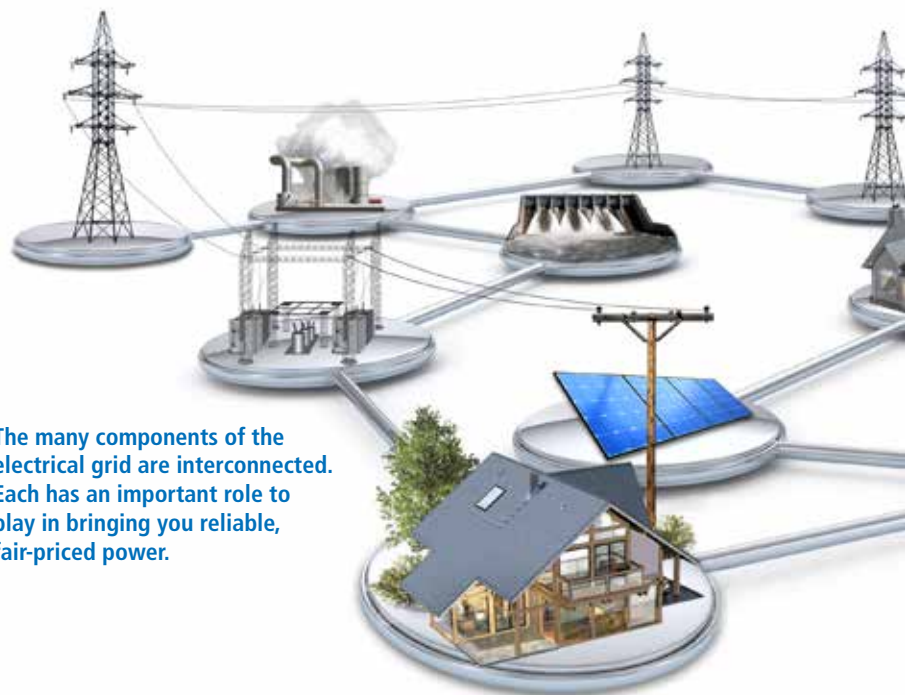 The many components of the
electrical grid are interconnected.
Each has an important role to
play in bringing you reliable,
fair-priced power.